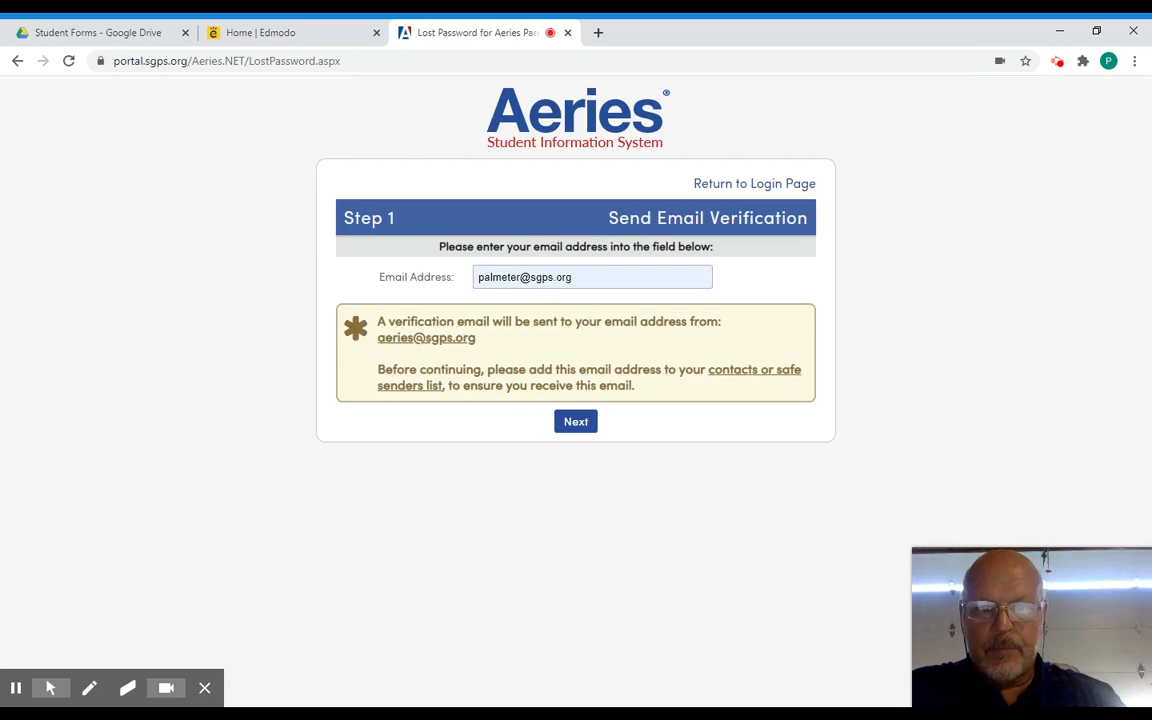 Student Forms - Google Drive
Home | Edmodo
Lost Password for Aeries Par
portal.sgps.org/Aeries.NET/LostPassword.aspx
P
Aeries®
Student Information System
Return to Login Page
Step 1 Send Email Verification
Please enter your email address into the field below:
Email Address: palmeter@sgps.org
A verification email will be sent to your email address from:
aeries@sgps.org
Before continuing, please add this email address to your contacts or safe
senders list, to ensure you receive this email.
Next